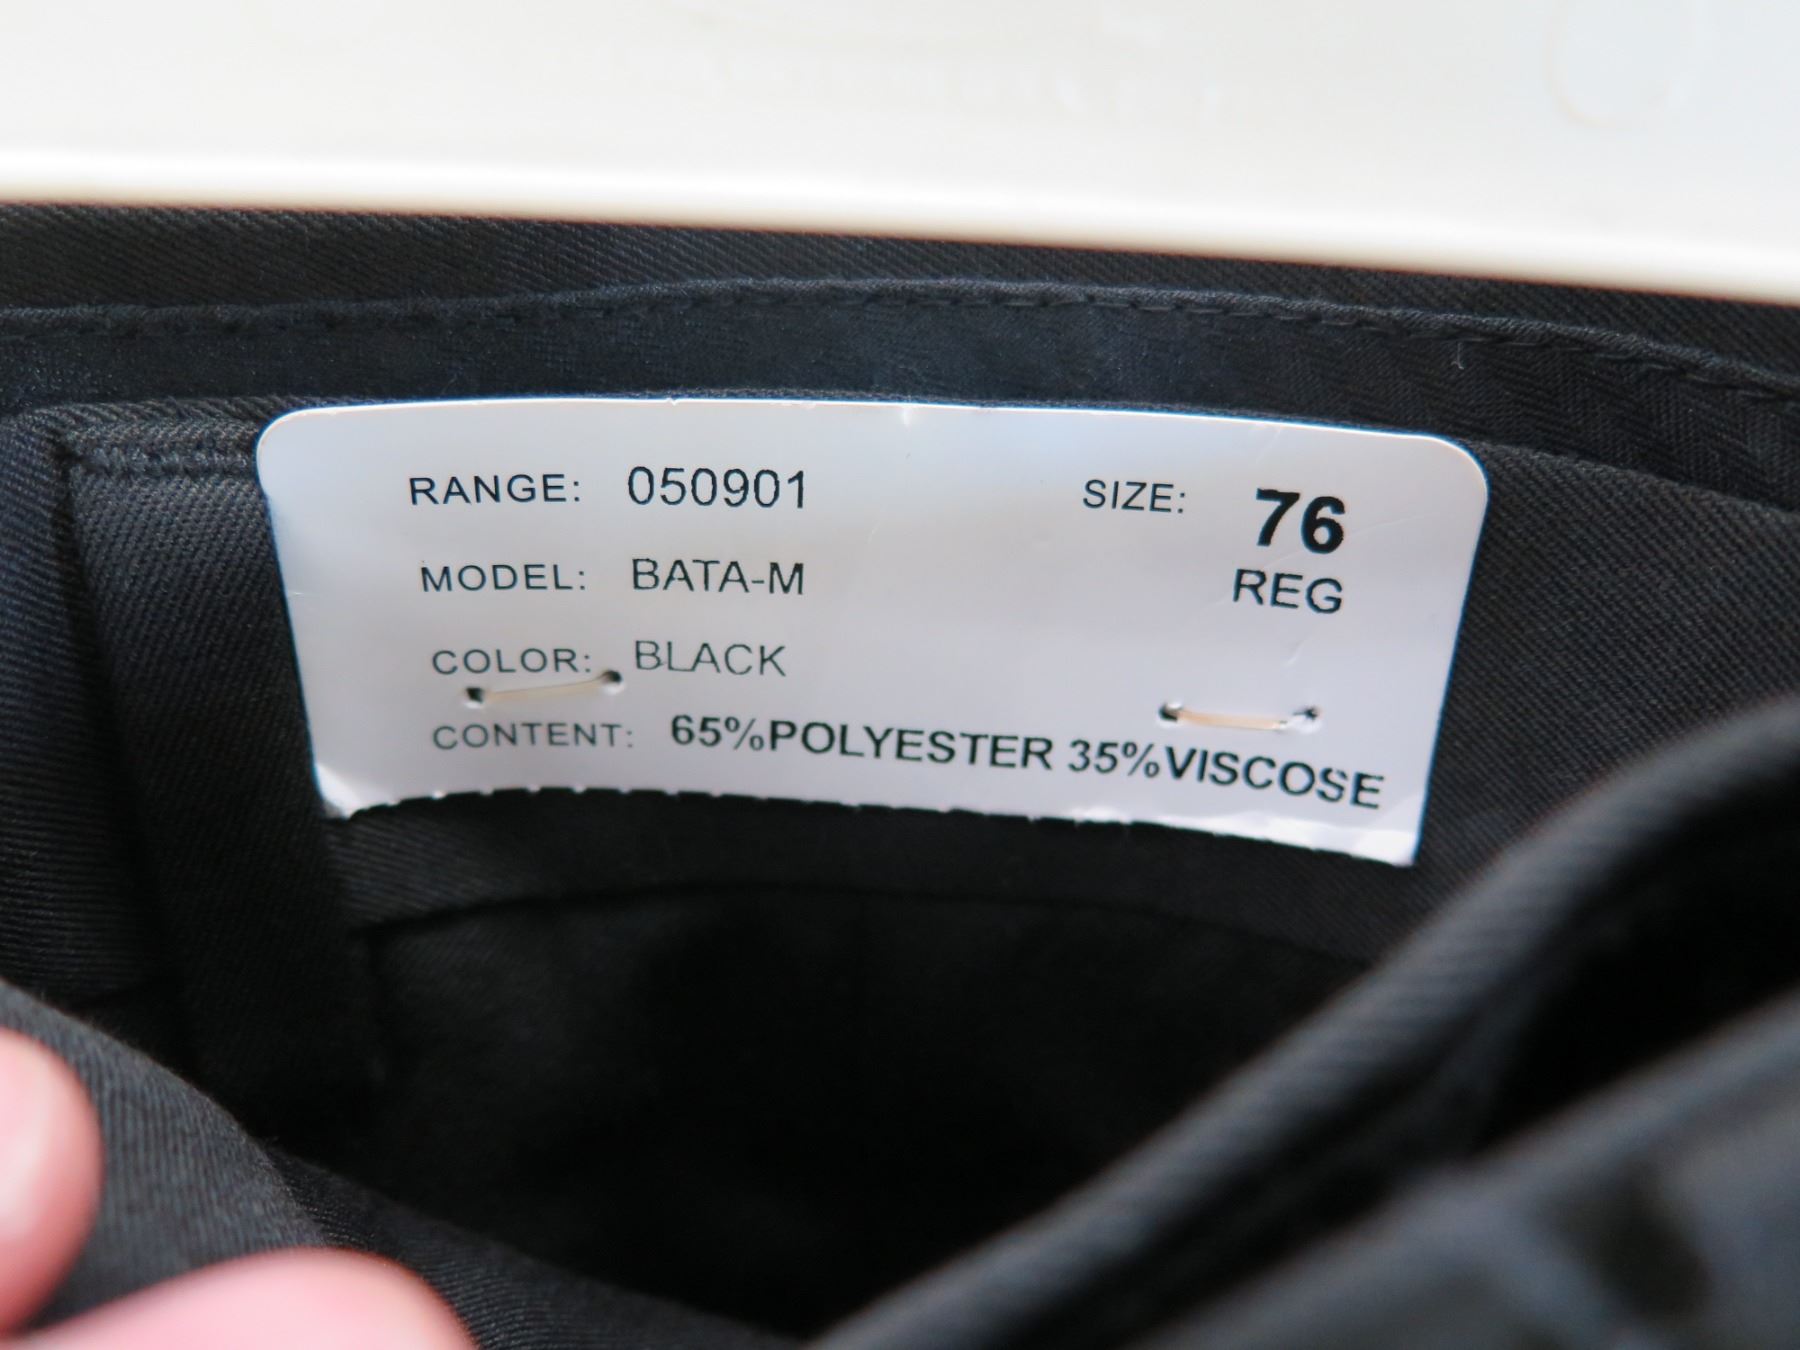 RANGE: 050901 SIZE: 76
MODEL: BATA-M REG
COLOR: BLACK
CONTENT: 65%POLYESTER 35%VISCOSE